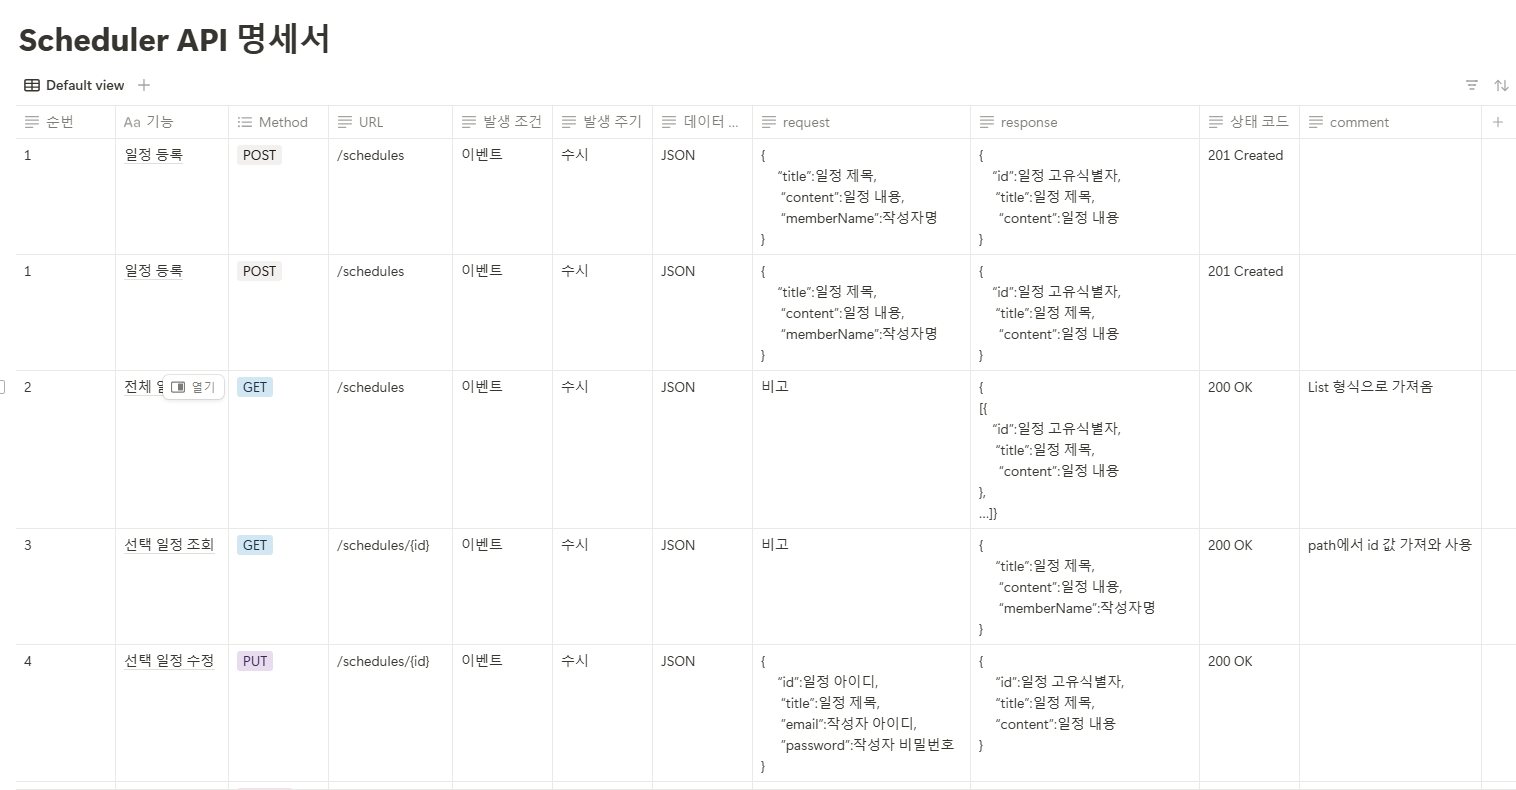 Scheduler API 명세서
Default view
순번 기능 Method URL 발생 조건 발생 주기 데이터 ... request response 상태 코드 comment
1 일정 등록 POST /schedules 이벤트 수시 JSON { { 201 Created
“title”:일정 제목, “id”:일정 고유식별자,
“content”:일정 내용, “title”:일정 제목,
“memberName”:작성자명 “content”:일정 내용
} }
1 일정 등록 POST /schedules 이벤트 수시 JSON { { 201 Created
“title”:일정 제목, “id”:일정 고유식별자,
“content”:일정 내용, “title”:일정 제목,
“memberName”:작성자명 “content”:일정 내용
} }
2 전체 열기 GET /schedules 이벤트 수시 JSON 비고 { 200 OK List 형식으로 가져옴
[{
“id”:일정 고유식별자,
“title”:일정 제목,
“content”:일정 내용
},
...]}
3 선택 일정 조회 GET /schedules/{id} 이벤트 수시 JSON 비고 { 200 OK path에서 id 값 가져와 사용
“title”:일정 제목,
“content”:일정 내용,
“memberName”:작성자명
}
4 선택 일정 수정 PUT /schedules/{id} 이벤트 수시 JSON { { 200 OK
“id”:일정 아이디, “id”:일정 고유식별자,
“title”:일정 제목, “title”:일정 제목,
“email”:작성자 아이디, “content”:일정 내용
“password”:작성자 비밀번호 }
}